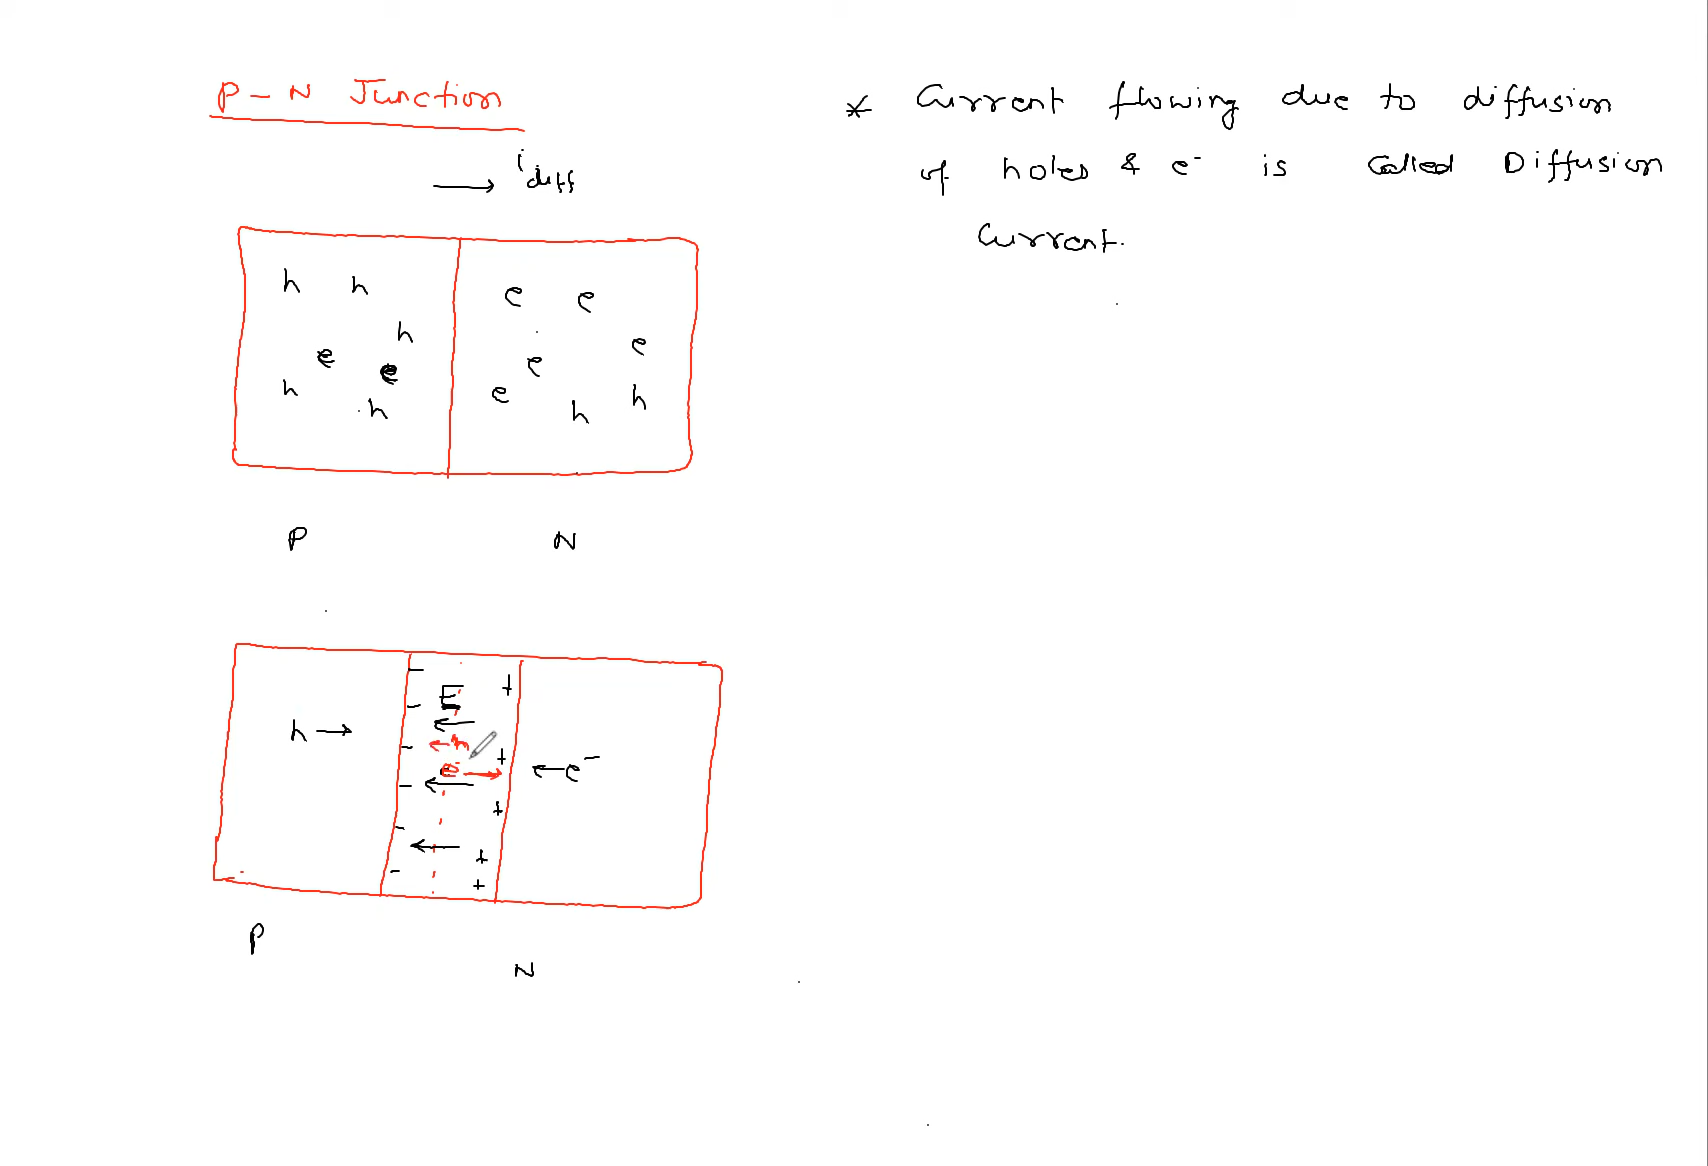 P - N Junction
* Current flowing due to diffusion
of holes & e⁻ is called Diffusion
Current.
→ i diff
h h e e
h
e e e e
h h e h h
P N
- E +
-
h → ← h
- + 
e → ← e⁻
- +
-
- + +
P
N